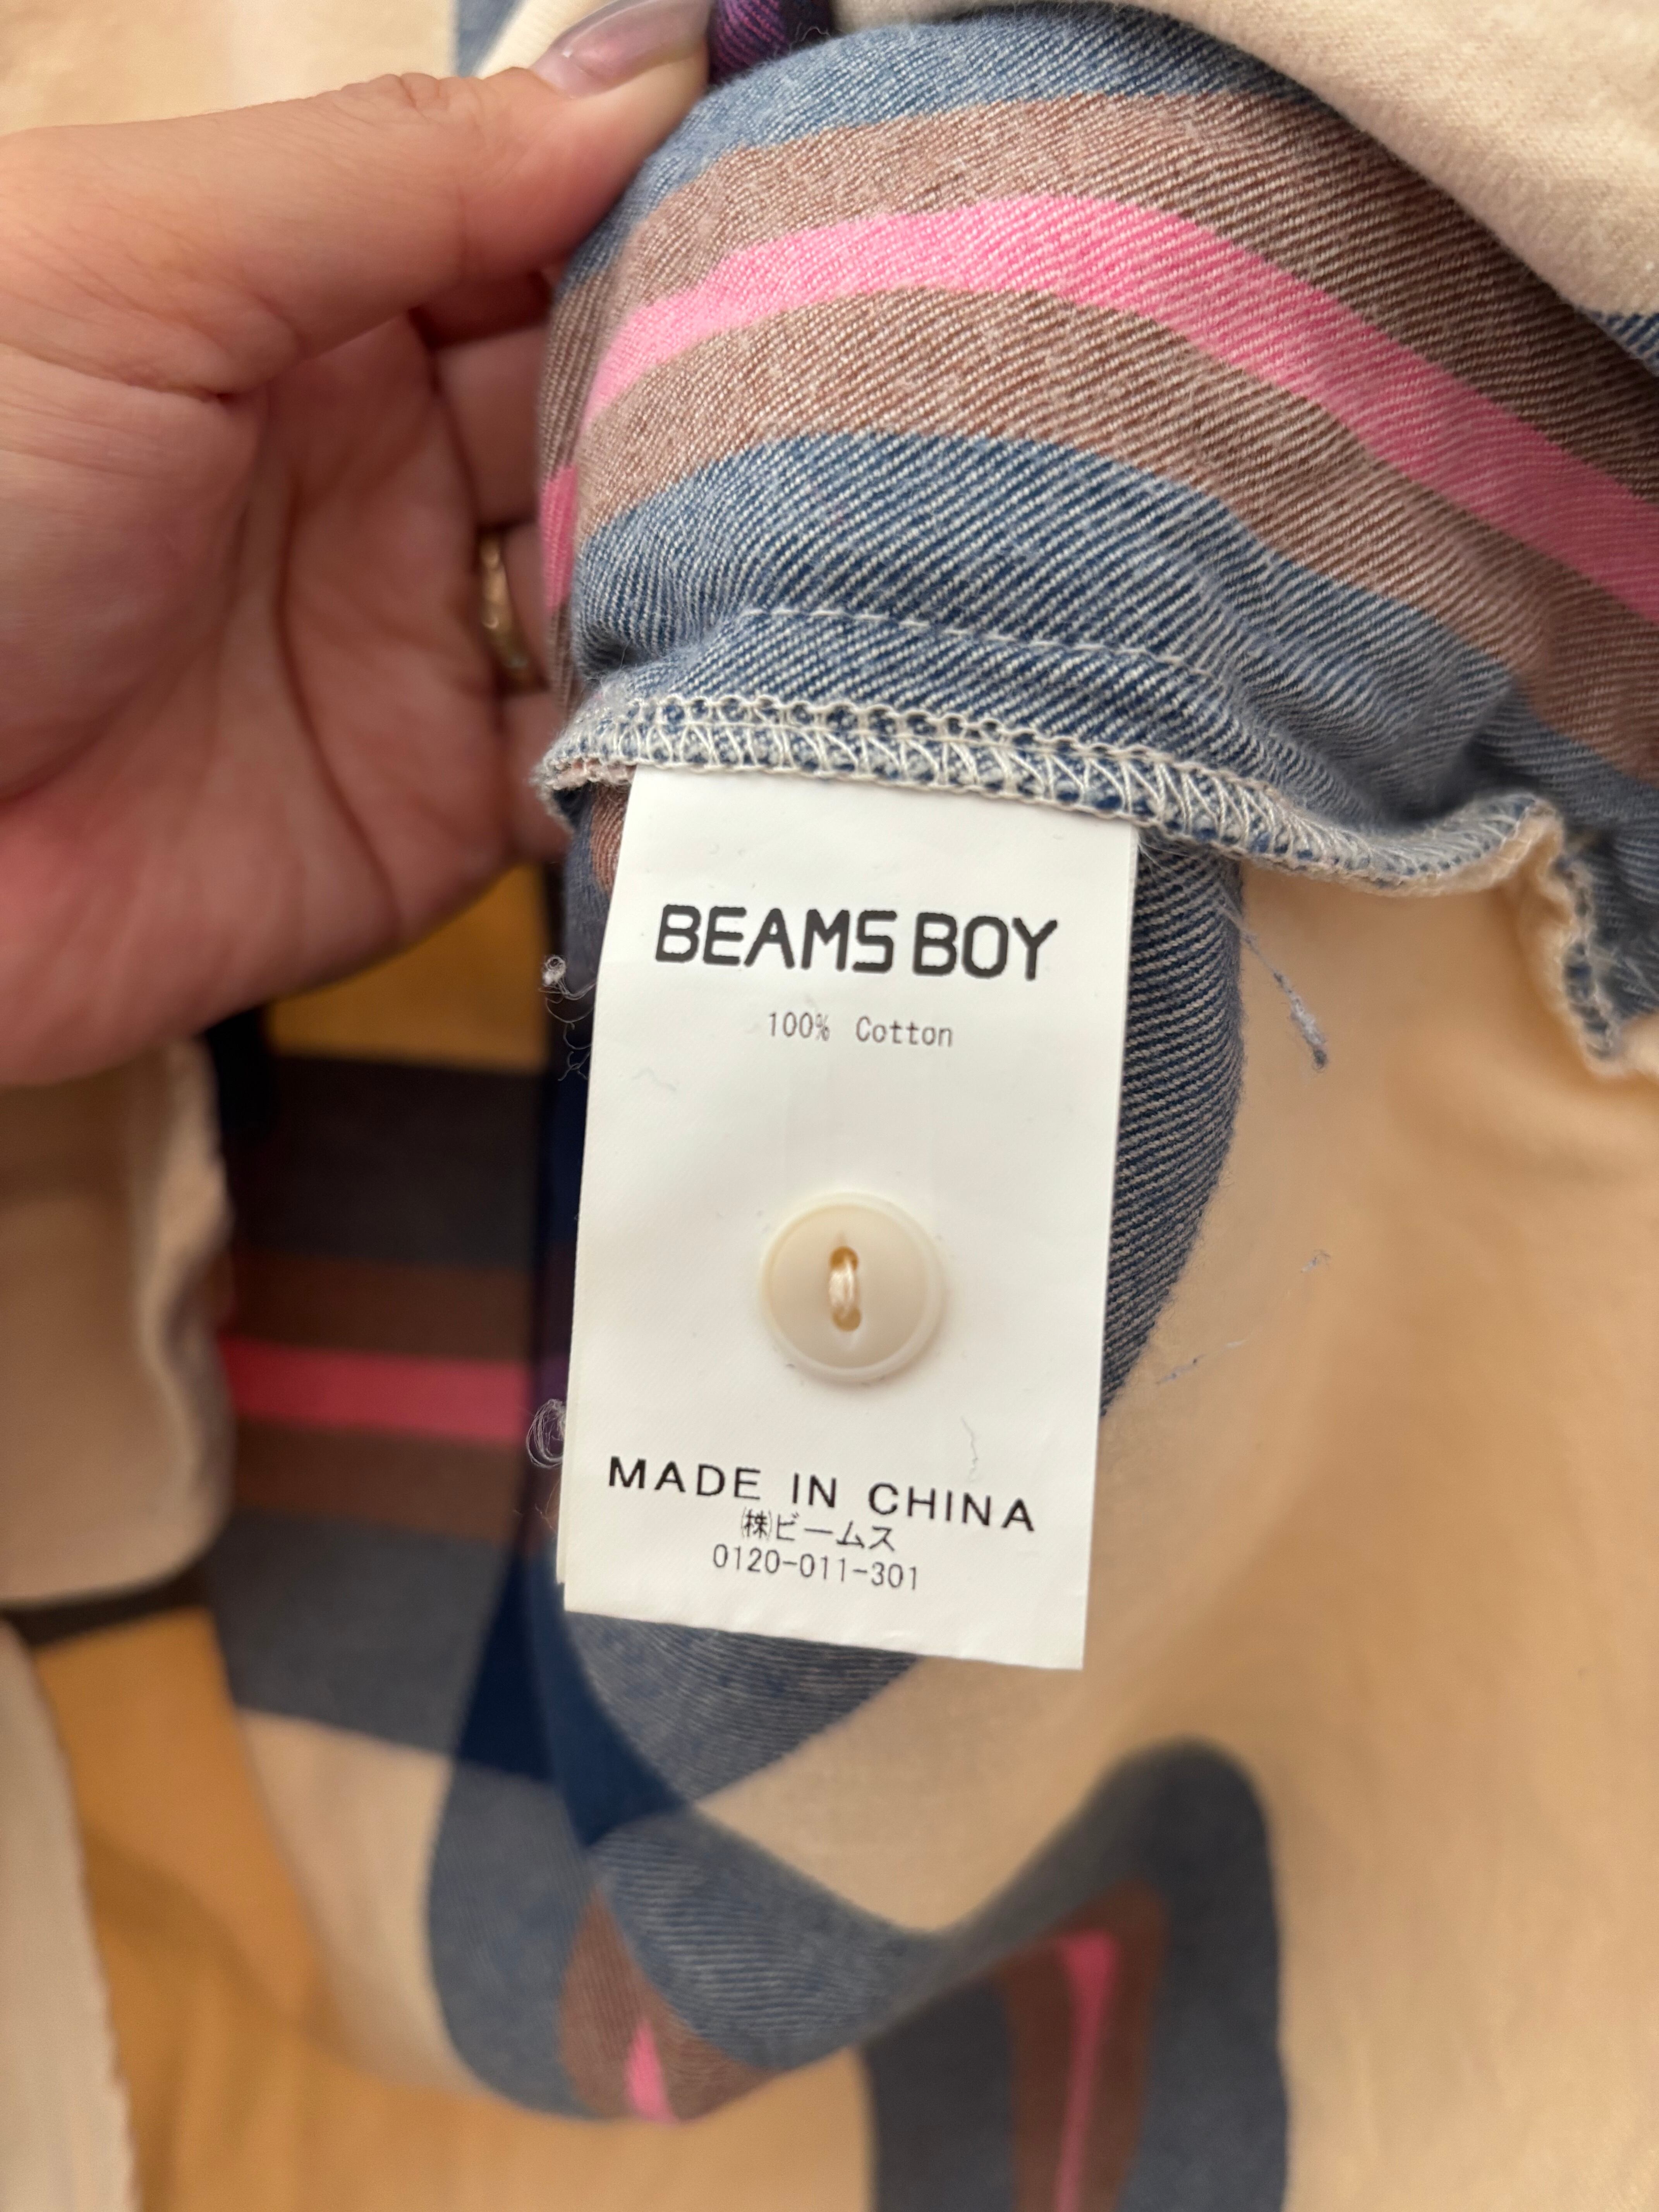 BEAMS BOY
100% Cotton
MADE IN CHINA
㈱ビームス
0120-011-301